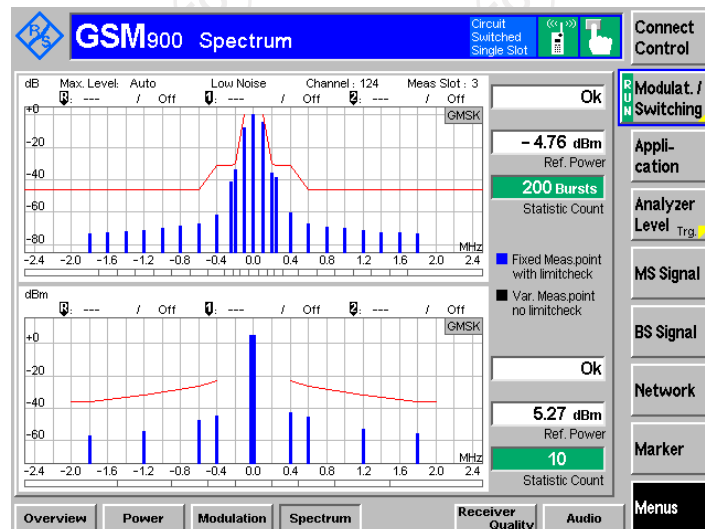 R&S
GSM900 Spectrum
Circuit
Switched
Single Slot
Connect
Control
dB Max. Level: Auto Low Noise Channel : 124 Meas Slot : 3
R: --- / Off 1: --- / Off 2: --- / Off
GMSK
+0
-20
-40
-60
-80
MHz
-2.4 -2.0 -1.6 -1.2 -0.8 -0.4 0.0 0.4 0.8 1.2 1.6 2.0 2.4
Ok
- 4.76 dBm
Ref. Power
200 Bursts
Statistic Count
Fixed Meas.point
with limitcheck
Var. Meas.point
no limitcheck
dBm
R: --- / Off 1: --- / Off 2: --- / Off
GMSK
+0
-20
-40
-60
MHz
-2.4 -2.0 -1.6 -1.2 -0.8 -0.4 0.0 0.4 0.8 1.2 1.6 2.0 2.4
Ok
5.27 dBm
Ref. Power
10
Statistic Count
RUN
Modulat. /
Switching
Appli-
cation
Analyzer
Level Trg.
MS Signal
BS Signal
Network
Marker
Menus
Overview Power Modulation Spectrum Receiver
Quality Audio